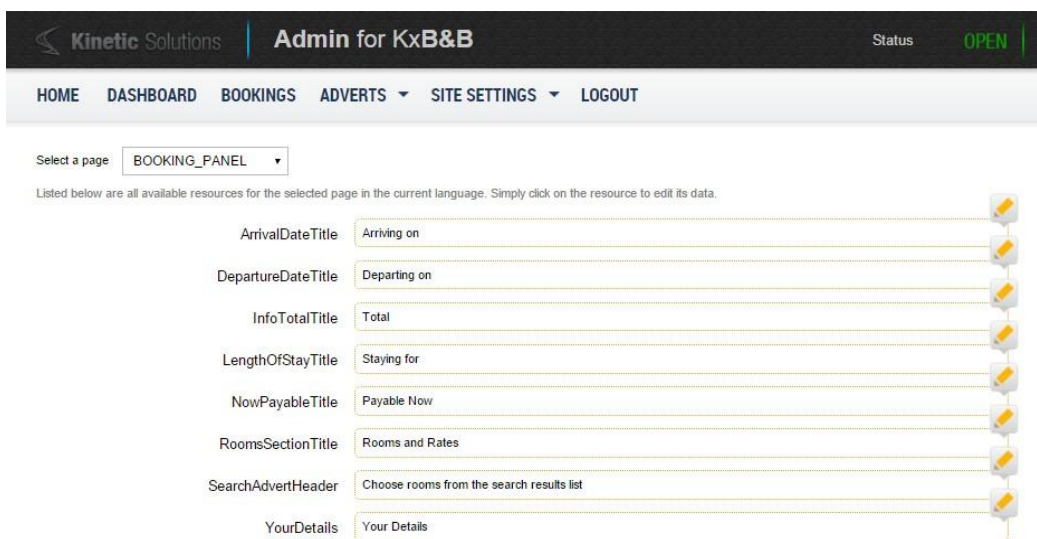 Kinetic Solutions Admin for KxB&B Status OPEN
HOME DASHBOARD BOOKINGS ADVERTS SITE SETTINGS LOGOUT
Select a page BOOKING_PANEL
Listed below are all available resources for the selected page in the current language. Simply click on the resource to edit its data.
ArrivalDateTitle Arriving on
DepartureDateTitle Departing on
InfoTotalTitle Total
LengthOfStayTitle Staying for
NowPayableTitle Payable Now
RoomsSectionTitle Rooms and Rates
SearchAdvertHeader Choose rooms from the search results list
YourDetails Your Details